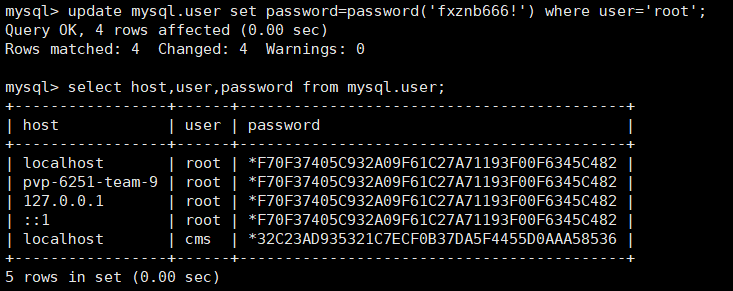 mysql> update mysql.user set password=password('fxznb666!') where user='root';
Query OK, 4 rows affected (0.00 sec)
Rows matched: 4  Changed: 4  Warnings: 0
mysql> select host,user,password from mysql.user;
+-----------------+------+-------------------------------------------+
| host            | user | password                                  |
+-----------------+------+-------------------------------------------+
| localhost       | root | *F70F37405C932A09F61C27A71193F00F6345C482 |
| pvp-6251-team-9 | root | *F70F37405C932A09F61C27A71193F00F6345C482 |
| 127.0.0.1       | root | *F70F37405C932A09F61C27A71193F00F6345C482 |
| ::1             | root | *F70F37405C932A09F61C27A71193F00F6345C482 |
| localhost       | cms  | *32C23AD935321C7ECF0B37DA5F4455D0AAA58536 |
+-----------------+------+-------------------------------------------+
5 rows in set (0.00 sec)